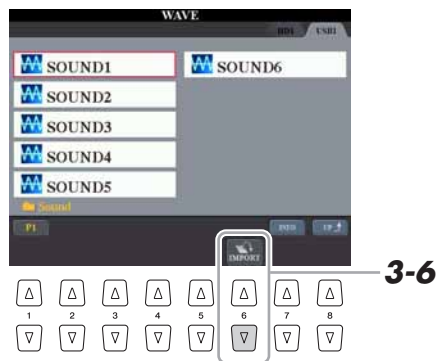 WAVE
HD1 USB1
SOUND1 SOUND6
SOUND2
SOUND3
SOUND4
SOUND5
Sound
P1 INFO UP
IMPORT
3-6
1 2 3 4 5 6 7 8